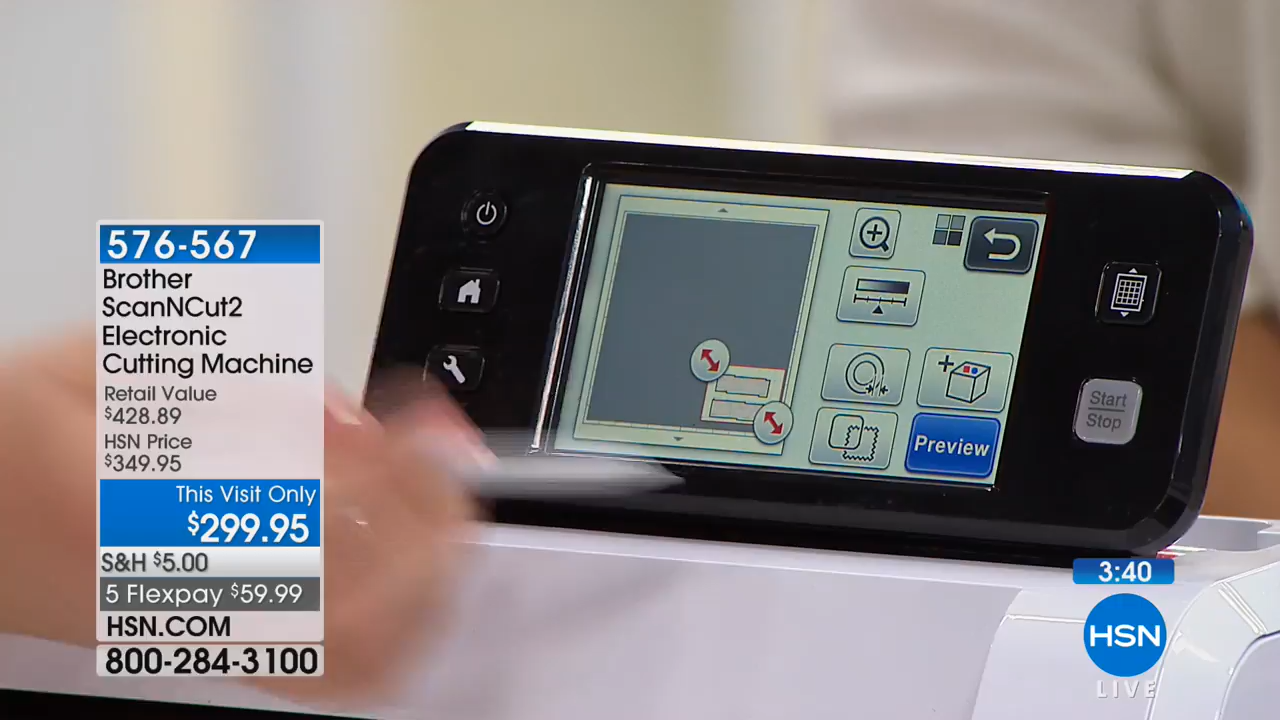 576-567
Brother
ScanNCut2
Electronic
Cutting Machine
Retail Value
$428.89
HSN Price
$349.95
This Visit Only
$299.95
S&H $5.00
5 Flexpay $59.99
HSN.COM
800-284-3100
Preview
Start
Stop
3:40
HSN
LIVE